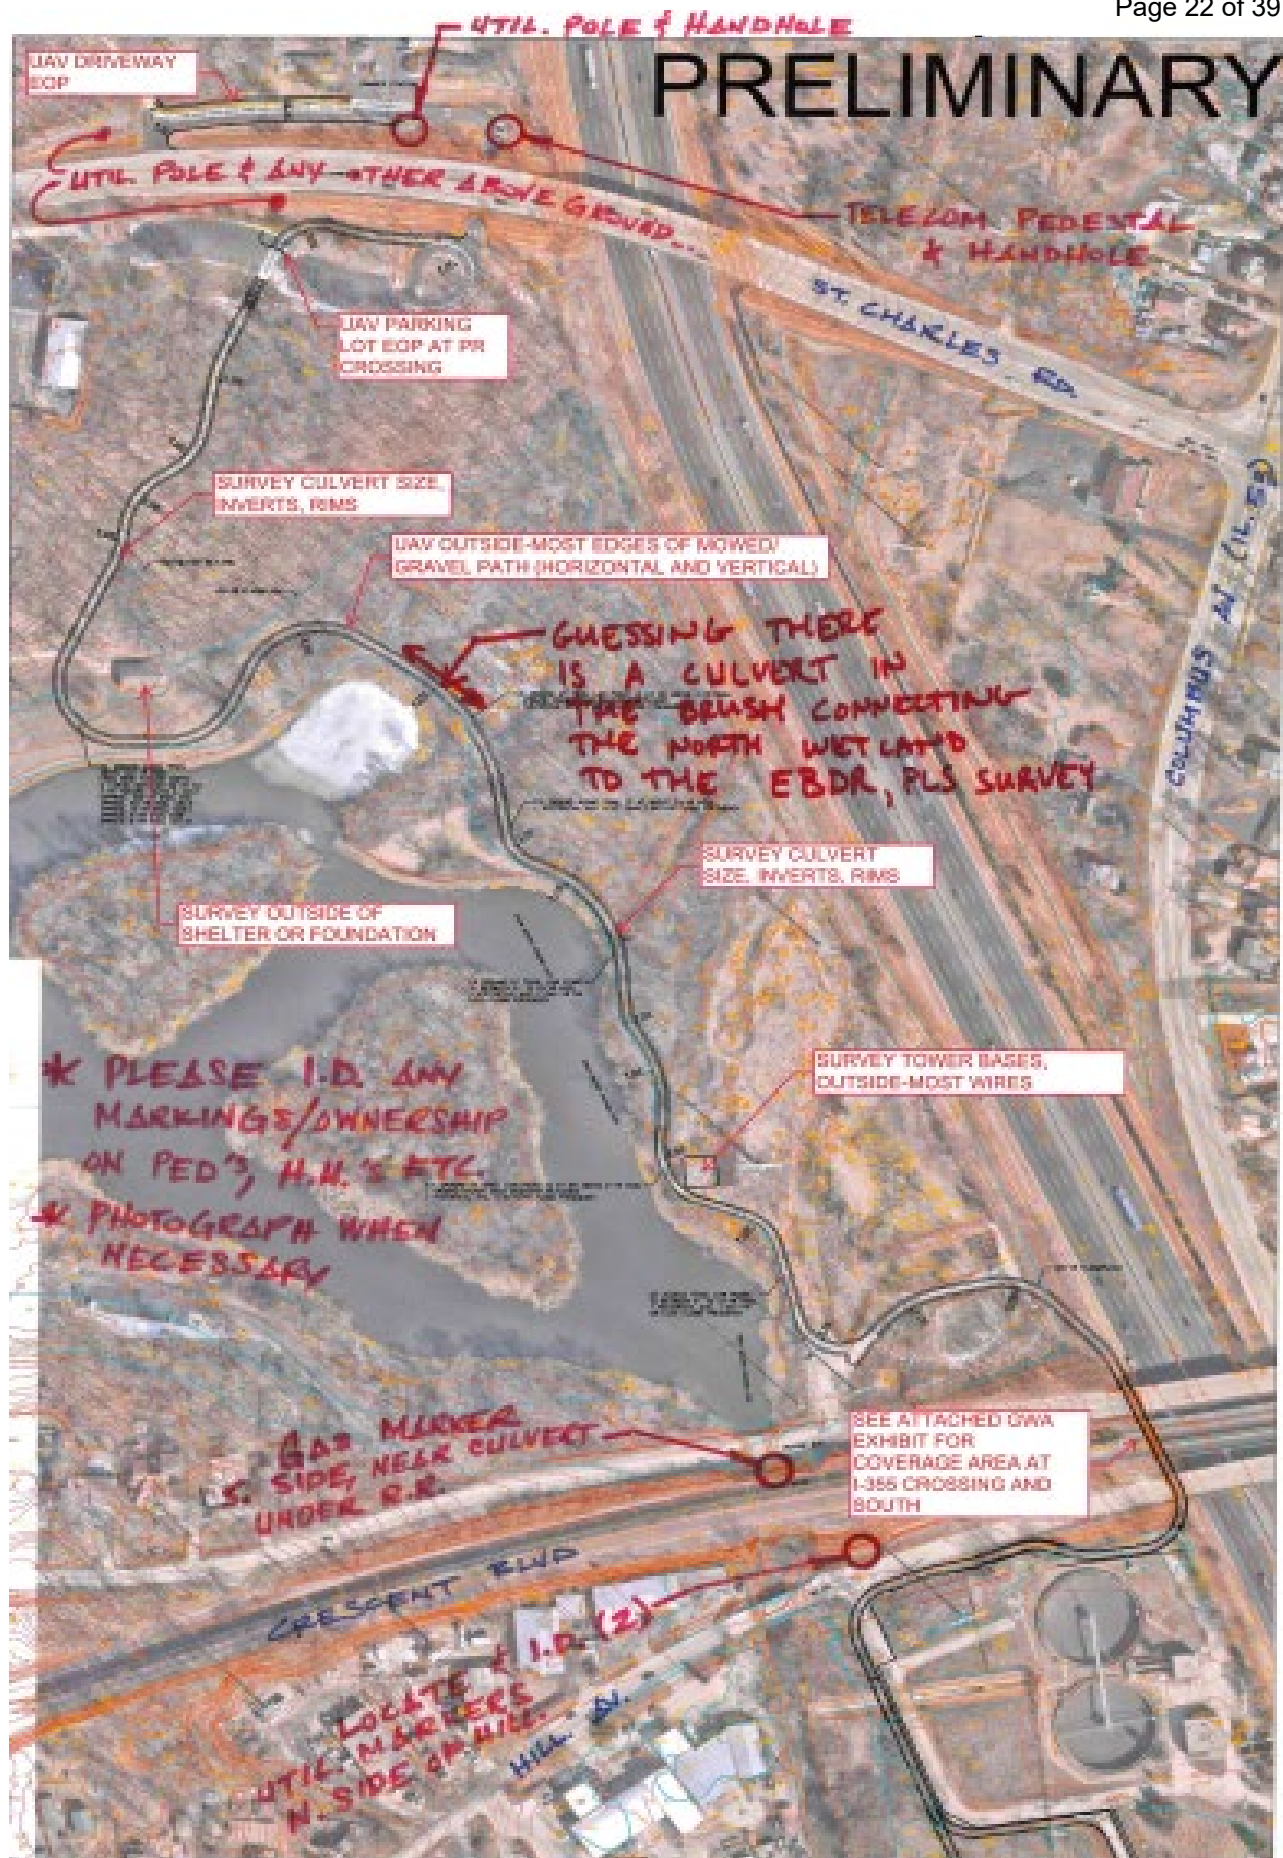 Page 22 of 39
UTIL. POLE & HANDHOLE
PRELIMINARY
UAV DRIVEWAY
EOP
UTIL. POLE & ANY OTHER ABOVE GROUND...
TELECOM PEDESTAL
& HANDHOLE
ST. CHARLES RD.
UAV PARKING
LOT EOP AT PR
CROSSING
SURVEY CULVERT SIZE,
INVERTS, RIMS
UAV OUTSIDE-MOST EDGES OF MOWED/
GRAVEL PATH (HORIZONTAL AND VERTICAL)
COLUMBUS AV
GUESSING THERE
IS A CULVERT IN
THE BRUSH CONNECTING
THE NORTH WETLAND
TO THE EBDR, PLS SURVEY
SURVEY CULVERT
SIZE, INVERTS, RIMS
SURVEY OUTSIDE OF
SHELTER OR FOUNDATION
SURVEY TOWER BASES,
OUTSIDE-MOST WIRES
* PLEASE I.D. ANY
MARKINGS/OWNERSHIP
ON PED'S, H.H.'S ETC.
* PHOTOGRAPH WHEN
NECESSARY
GAS MARKER
S. SIDE, NEAR CULVERT
UNDER R.R.
SEE ATTACHED GWA
EXHIBIT FOR
COVERAGE AREA AT
I-355 CROSSING AND
SOUTH
CRESCENT BLVD
LOCATE & I.D. (2)
UTIL. MARKERS
N. SIDE OF HILL.
HILL AV.